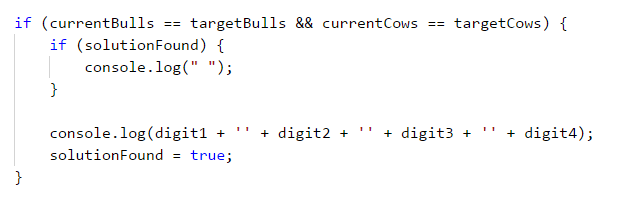 if (currentBulls == targetBulls && currentCows == targetCows) {
    if (solutionFound) {
        console.log(" ");
    }

    console.log(digit1 + '' + digit2 + '' + digit3 + '' + digit4);
    solutionFound = true;
}